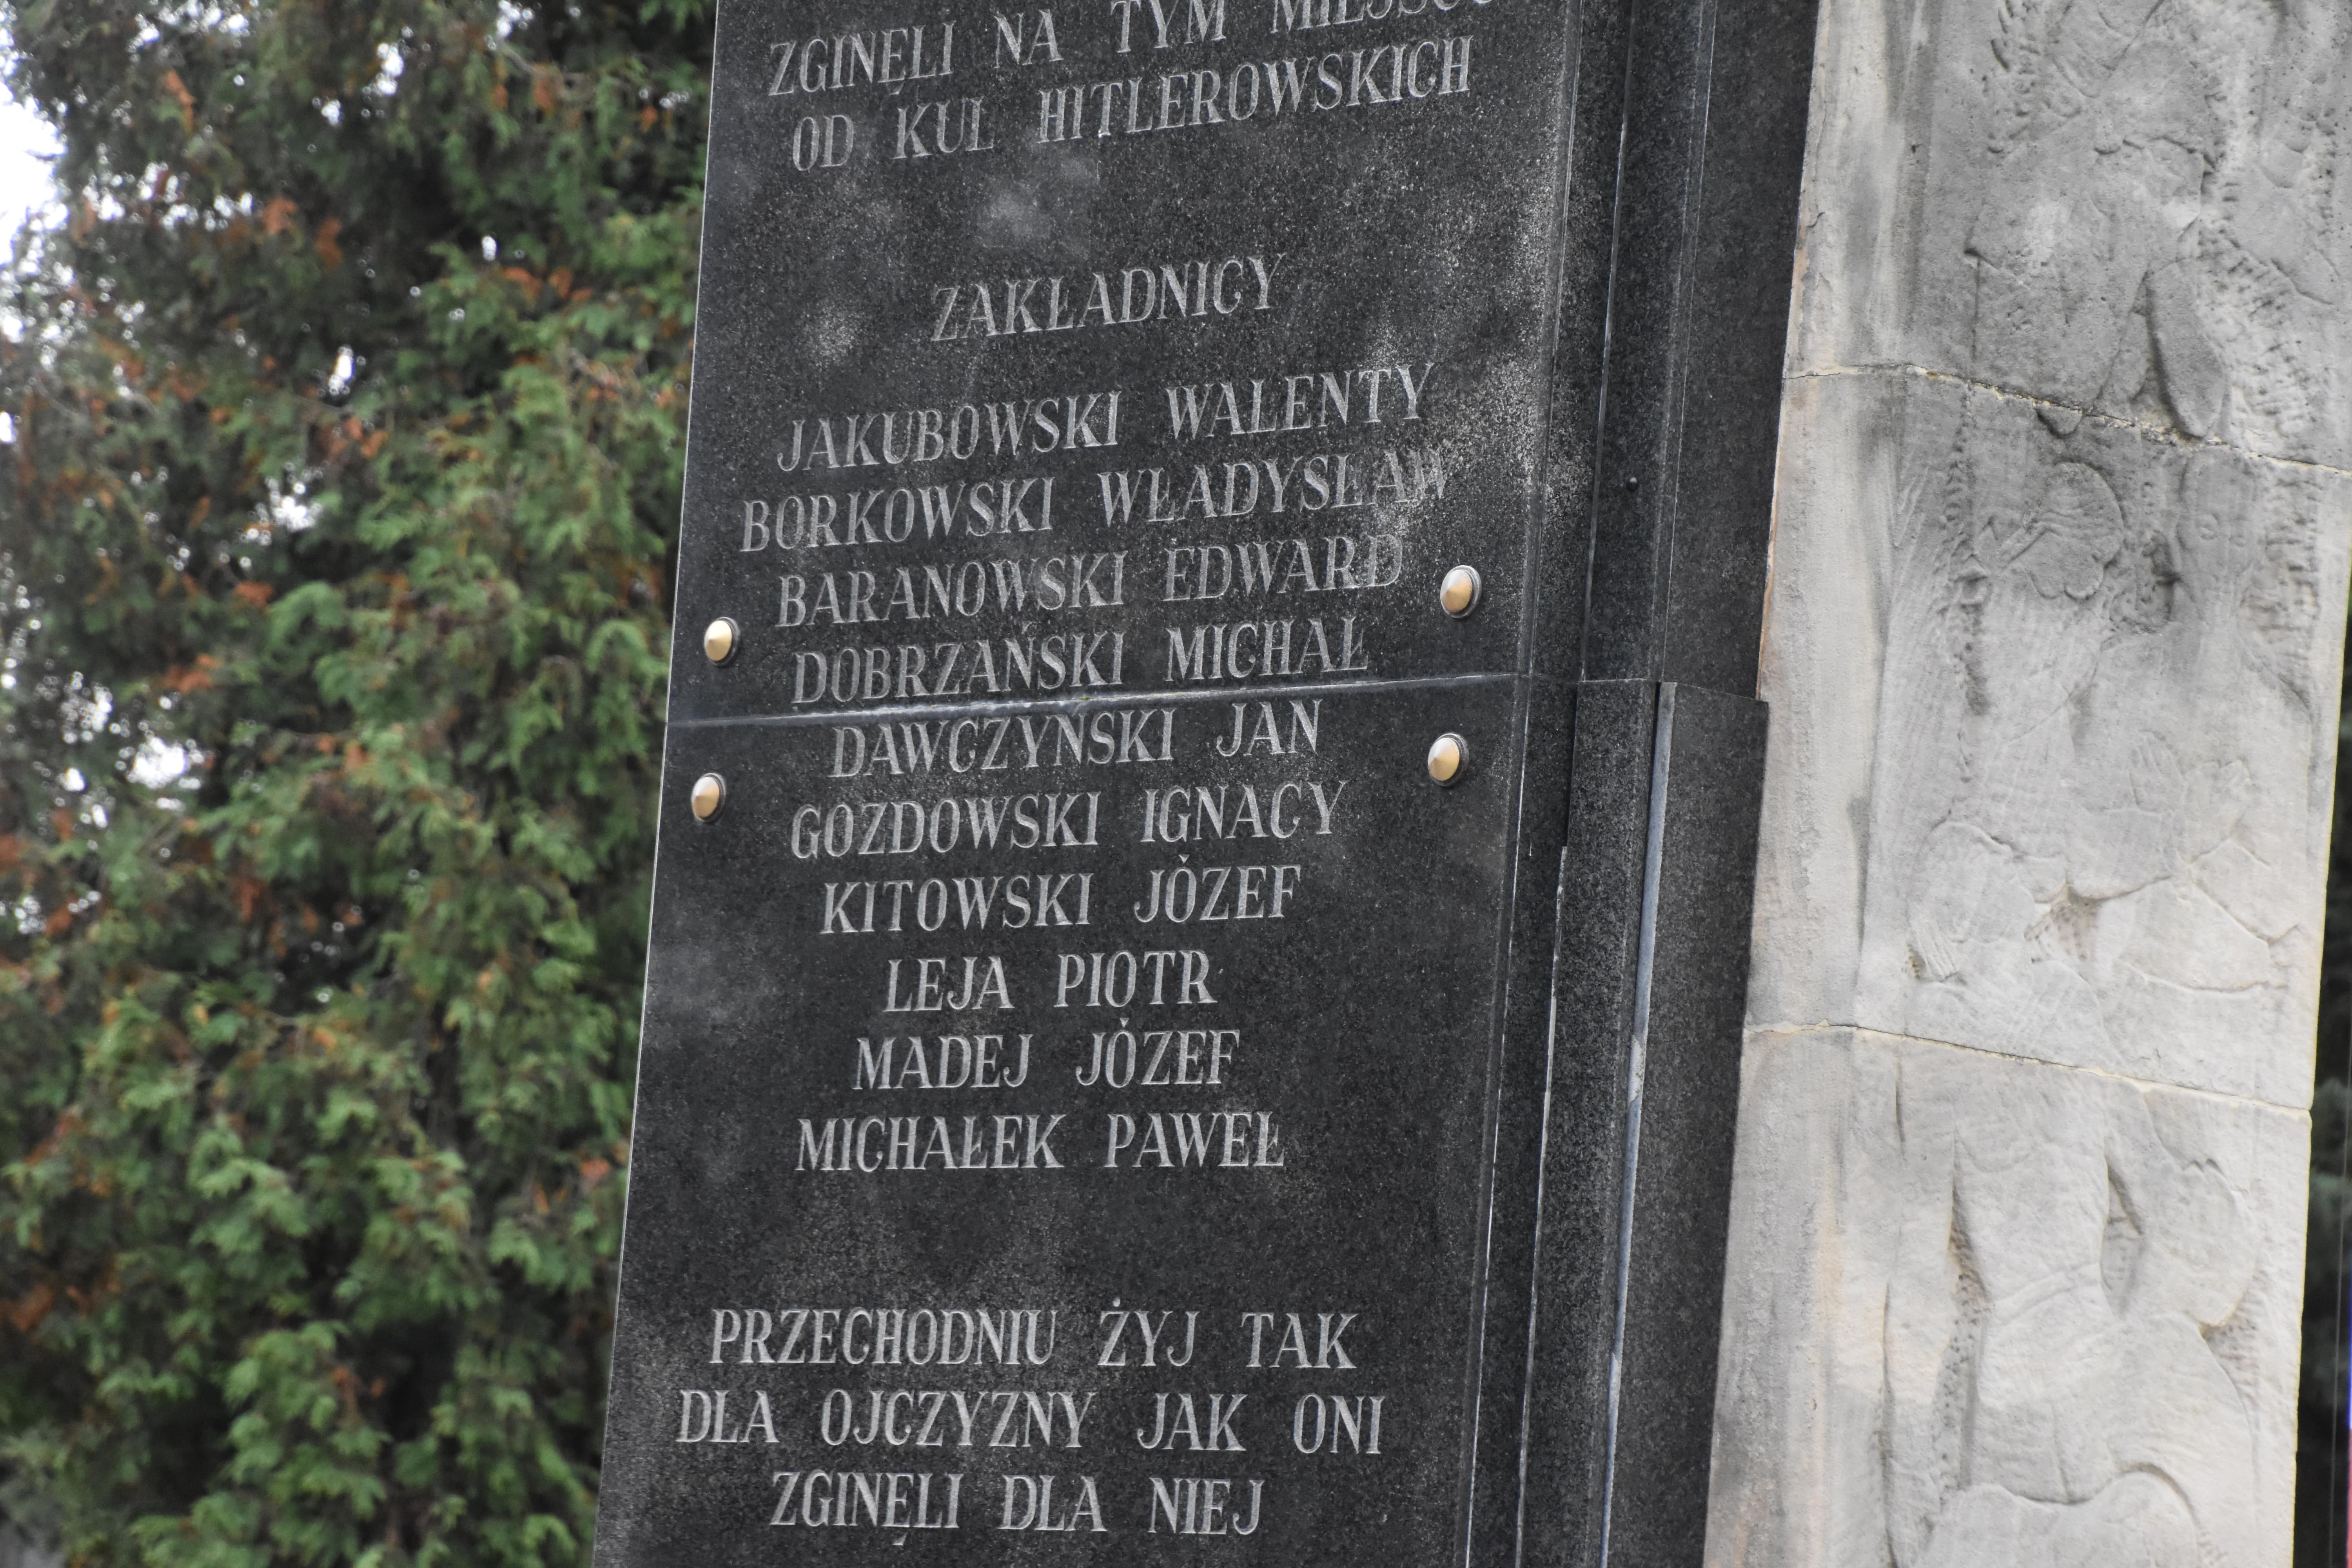 ZGINĘLI NA TYM MIEJSCU
OD KUL HITLEROWSKICH
ZAKŁADNICY
JAKUBOWSKI WALENTY
BORKOWSKI WŁADYSŁAW
BARANOWSKI EDWARD
DOBRZAŃSKI MICHAŁ
DAWCZYŃSKI JAN
GOZDOWSKI IGNACY
KITOWSKI JÓZEF
LEJA PIOTR
MADEJ JÓZEF
MICHAŁEK PAWEŁ
PRZECHODNIU ŻYJ TAK
DLA OJCZYZNY JAK ONI
ZGINĘLI DLA NIEJ